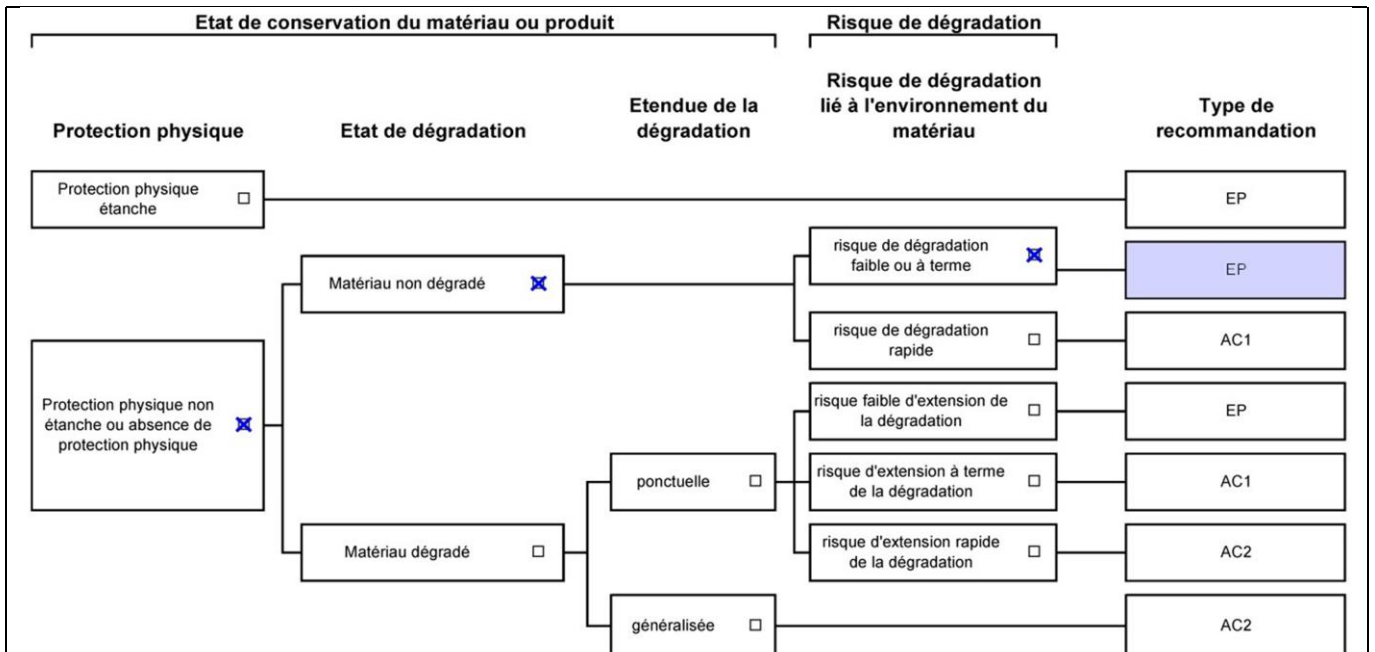 Etat de conservation du matériau ou produit
Risque de dégradation
Protection physique
Etat de dégradation
Etendue de la
dégradation
Risque de dégradation
lié à l'environnement du
matériau
Type de
recommandation
Protection physique
étanche
EP
risque de dégradation
faible ou à terme
EP
Matériau non dégradé
risque de dégradation
rapide
AC1
Protection physique non
étanche ou absence de
protection physique
risque faible d'extension de
la dégradation
EP
ponctuelle
risque d'extension à terme
de la dégradation
AC1
Matériau dégradé
risque d'extension rapide
de la dégradation
AC2
généralisée
AC2